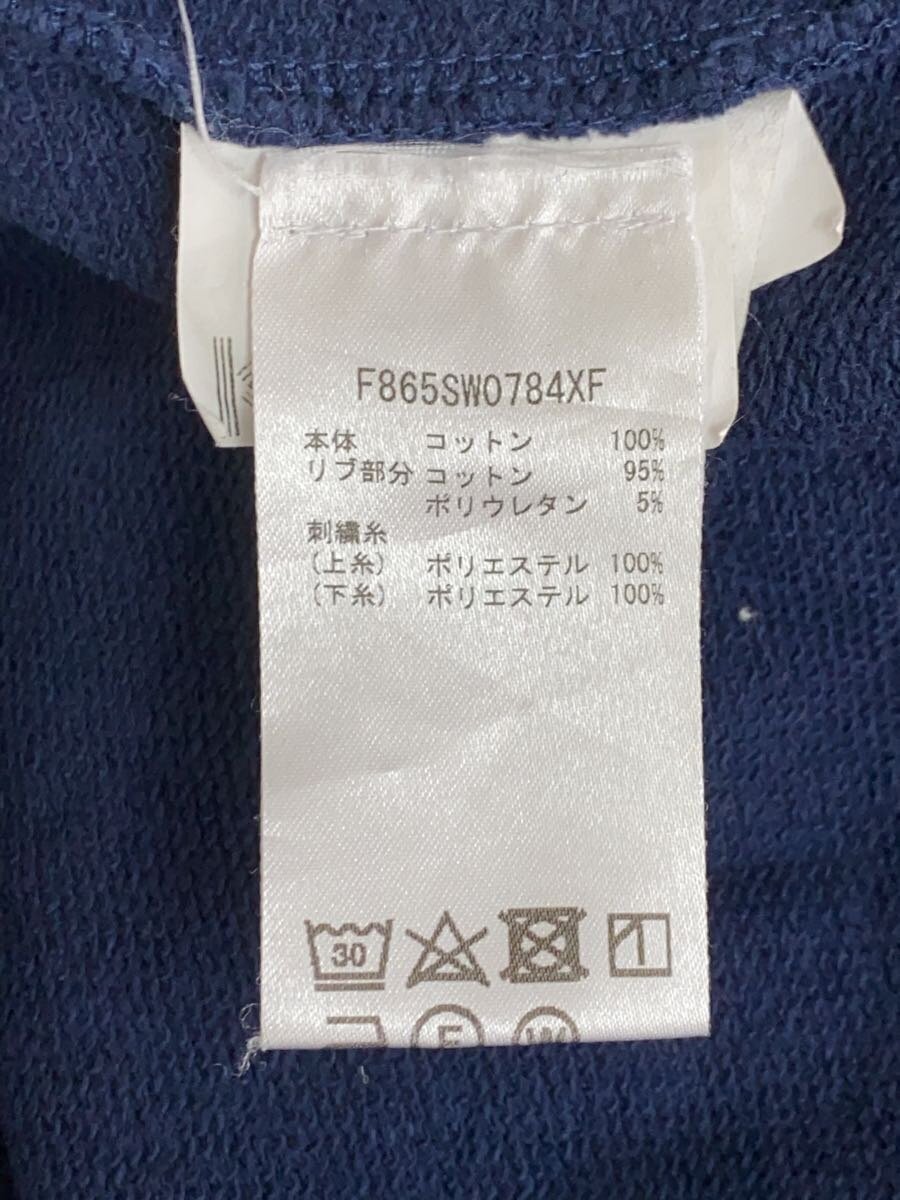 F865SW0784XF
本体 コットン 100%
リブ部分 コットン 95%
ポリウレタン 5%
刺繍糸
(上糸) ポリエステル 100%
(下糸) ポリエステル 100%
30